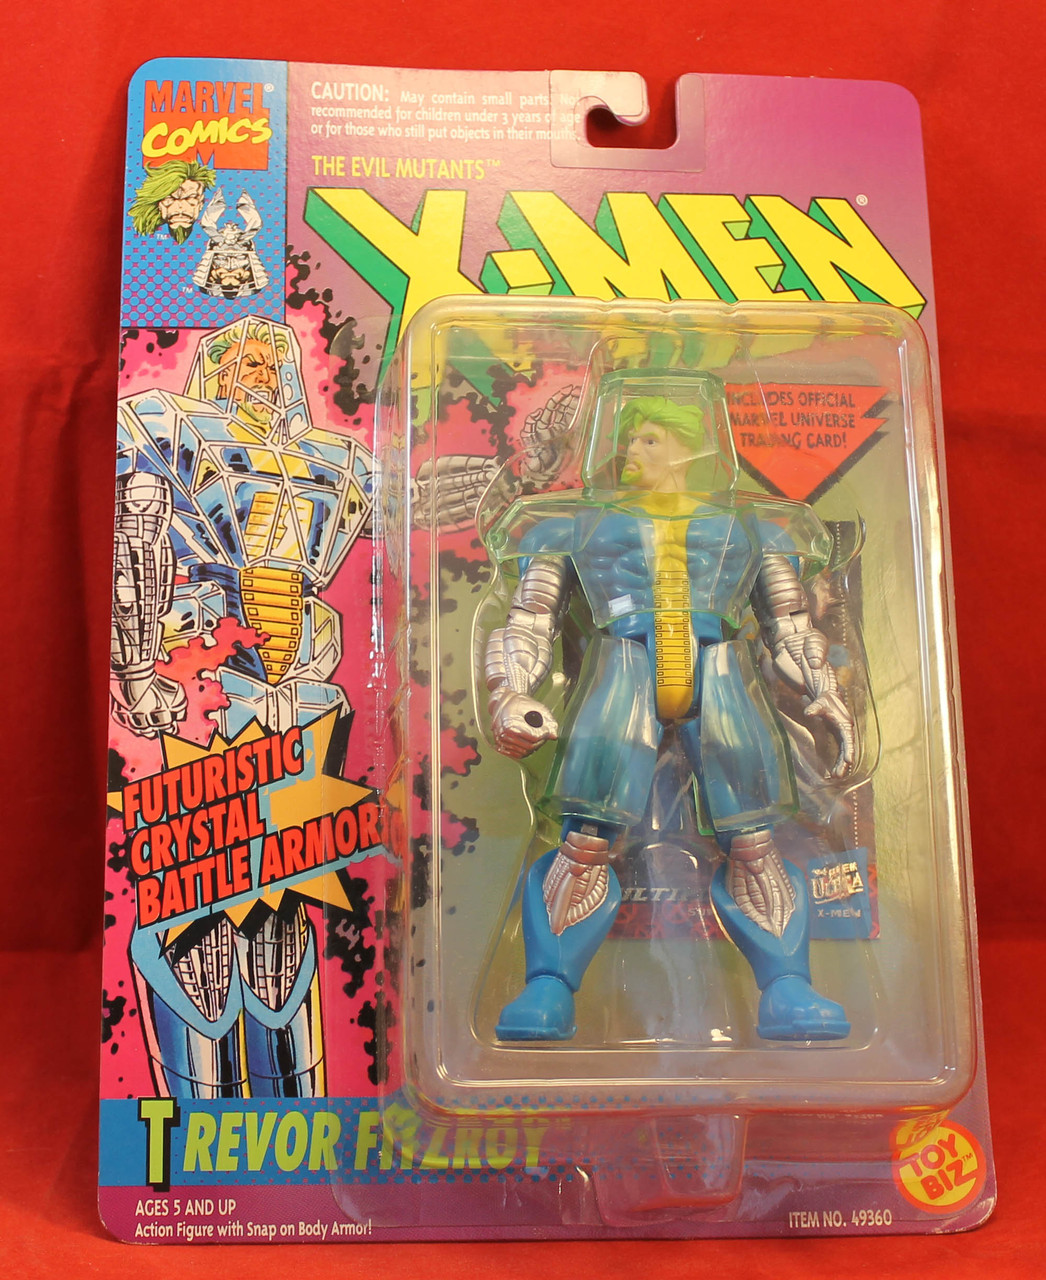 MARVEL®
COMICS
CAUTION: May contain small parts. Not
recommended for children under 3 years of age
or for those who still put objects in their mouths.
THE EVIL MUTANTS™
X-MEN®
TM
TM
INCLUDES OFFICIAL
MARVEL UNIVERSE
TRADING CARD!
FUTURISTIC
CRYSTAL
BATTLE ARMOR
ULTRA
X-MEN
TREVOR FITZROY
TOY
BIZ™
AGES 5 AND UP
Action Figure with Snap on Body Armor!
ITEM NO. 49360